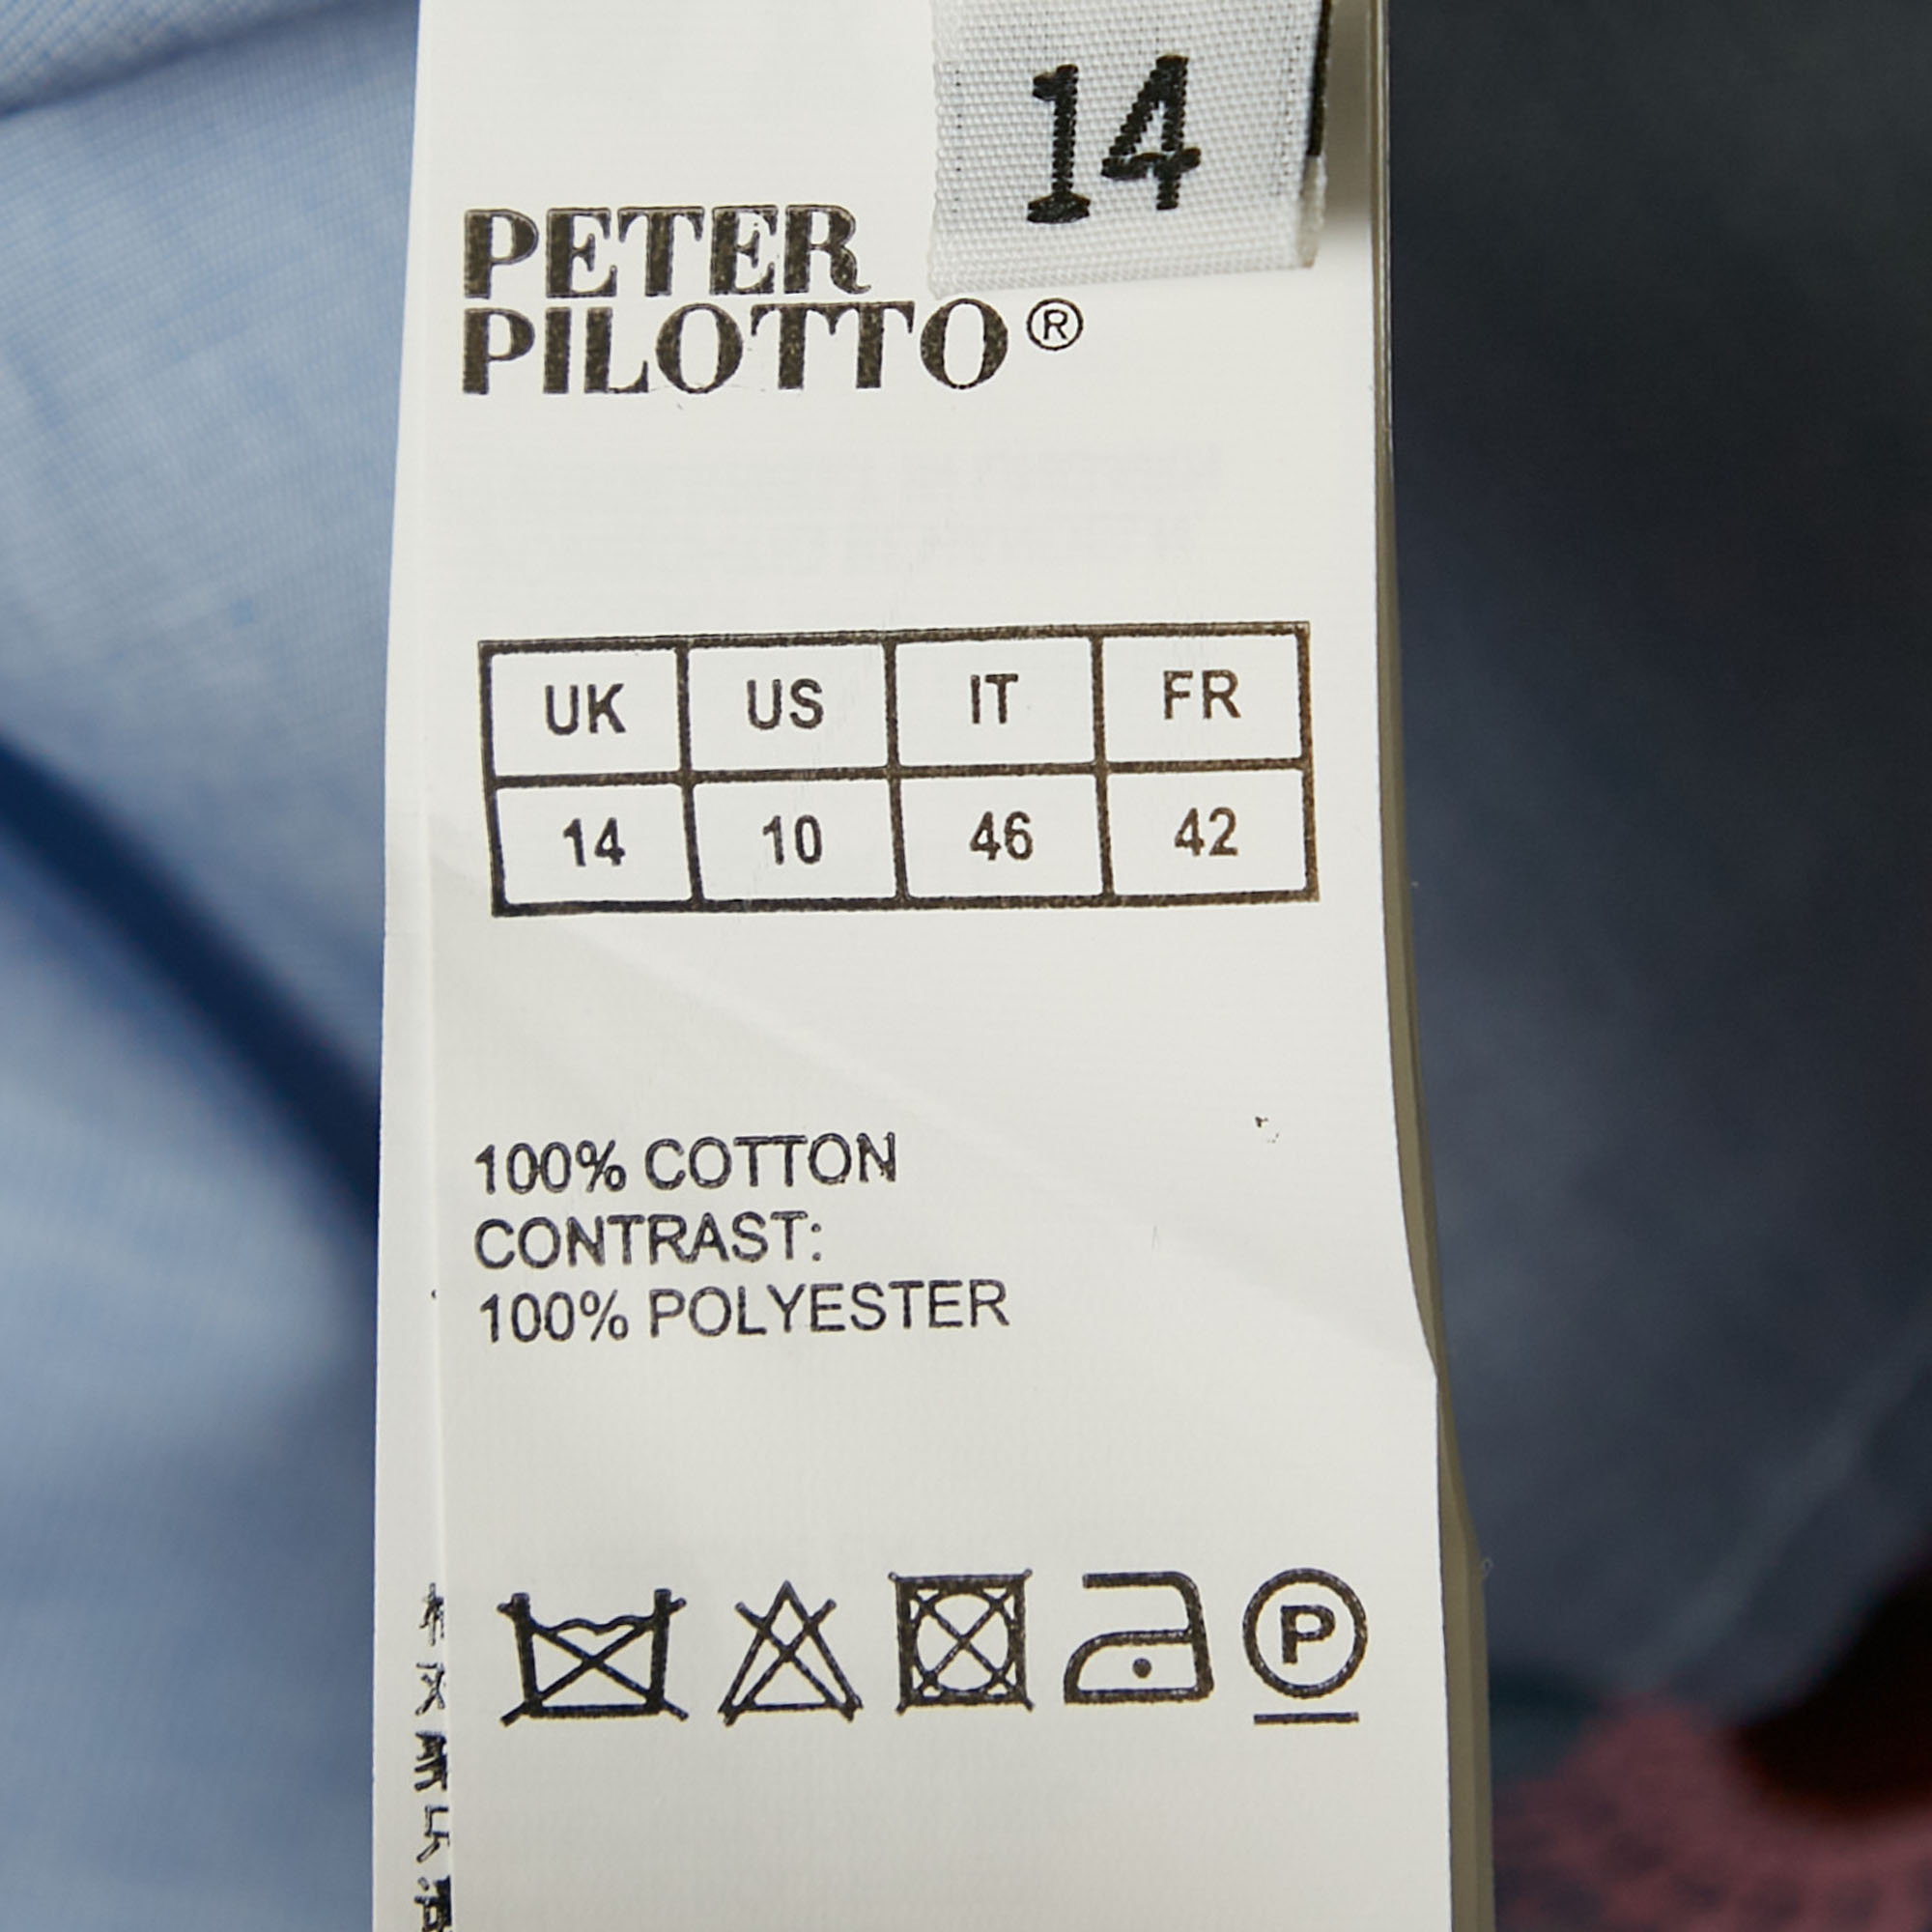 14
PETER
PILOTTO®
UK US IT FR
14 10 46 42
100% COTTON
CONTRAST:
100% POLYESTER
P